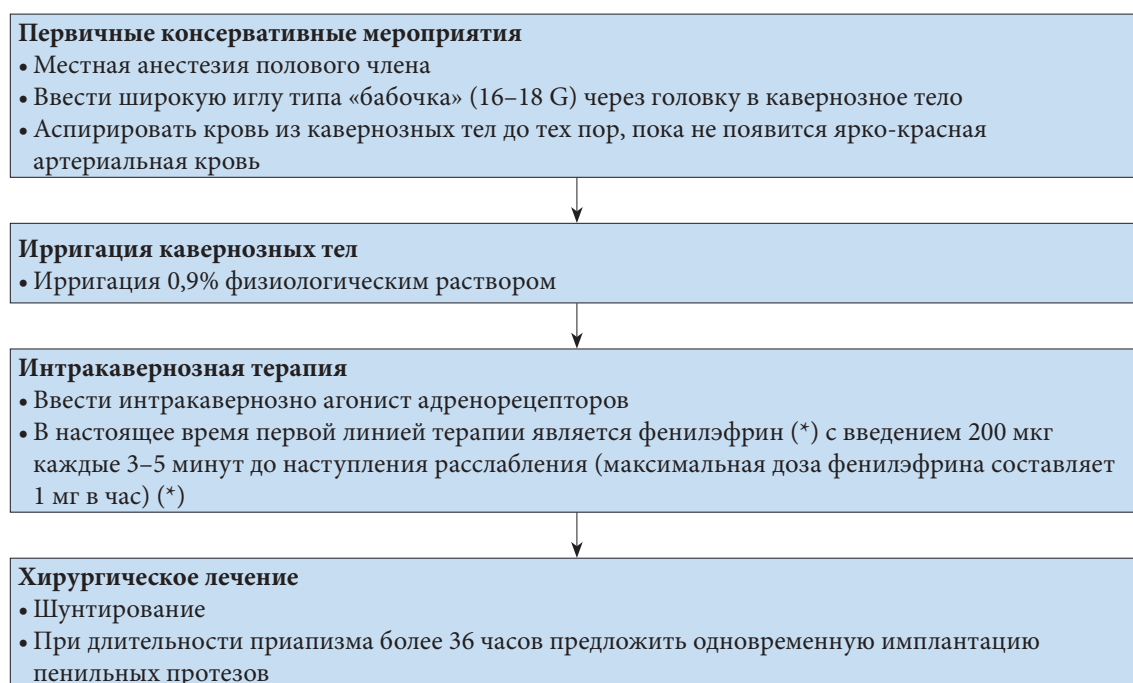 Первичные консервативные мероприятия
• Местная анестезия полового члена
• Ввести широкую иглу типа «бабочка» (16–18 G) через головку в кавернозное тело
• Аспирировать кровь из кавернозных тел до тех пор, пока не появится ярко-красная
артериальная кровь
Ирригация кавернозных тел
• Ирригация 0,9% физиологическим раствором
Интракавернозная терапия
• Ввести интракавернозно агонист адренорецепторов
• В настоящее время первой линией терапии является фенилэфрин (*) с введением 200 мкг
каждые 3–5 минут до наступления расслабления (максимальная доза фенилэфрина составляет
1 мг в час) (*)
Хирургическое лечение
• Шунтирование
• При длительности приапизма более 36 часов предложить одновременную имплантацию
пенильных протезов